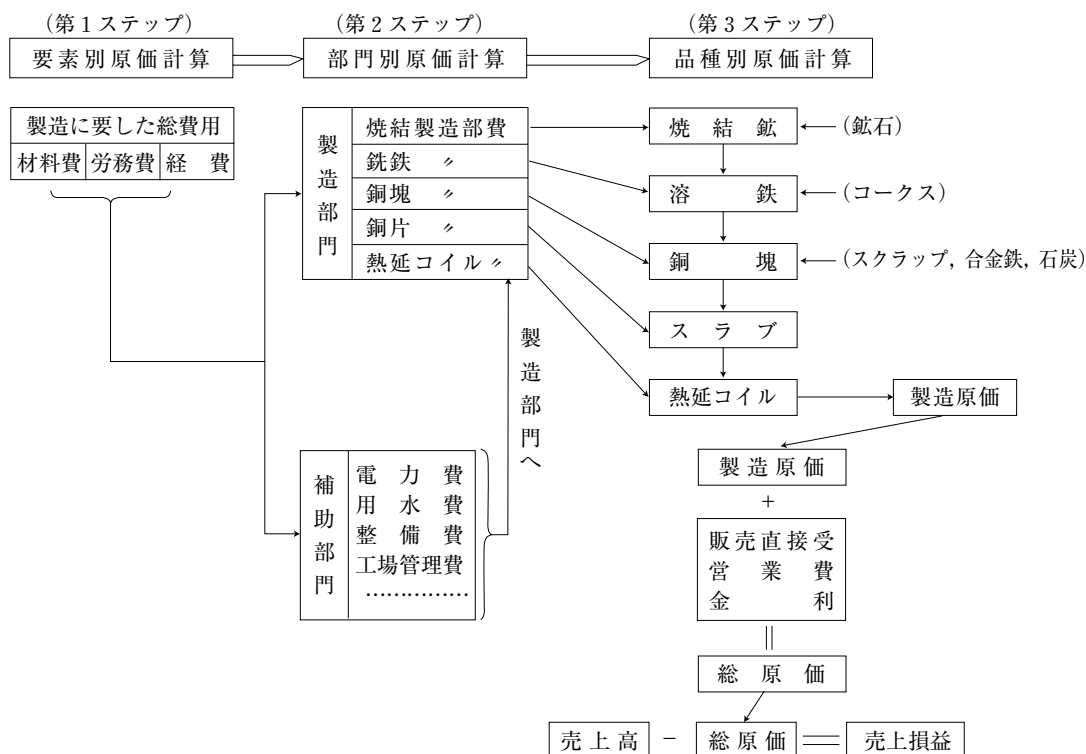 (第1ステップ)
(第2ステップ)
(第3ステップ)
要素別原価計算
部門別原価計算
品種別原価計算
製造に要した総費用
材料費 労務費 経 費
製造部門
焼結製造部費
銑鉄 〃
銅塊 〃
銅片 〃
熱延コイル〃
焼 結 鉱
(鉱石)
溶 鉄
(コークス)
銅 塊
(スクラップ, 合金鉄, 石炭)
スラブ
熱延コイル
製造原価
製造部門へ
補助部門
電 力 費
用 水 費
整 備 費
工場管理費
……………
製造原価
+
販売直接受
営 業 費
金 利
||
総 原 価
売上高 − 総原価 = 売上損益